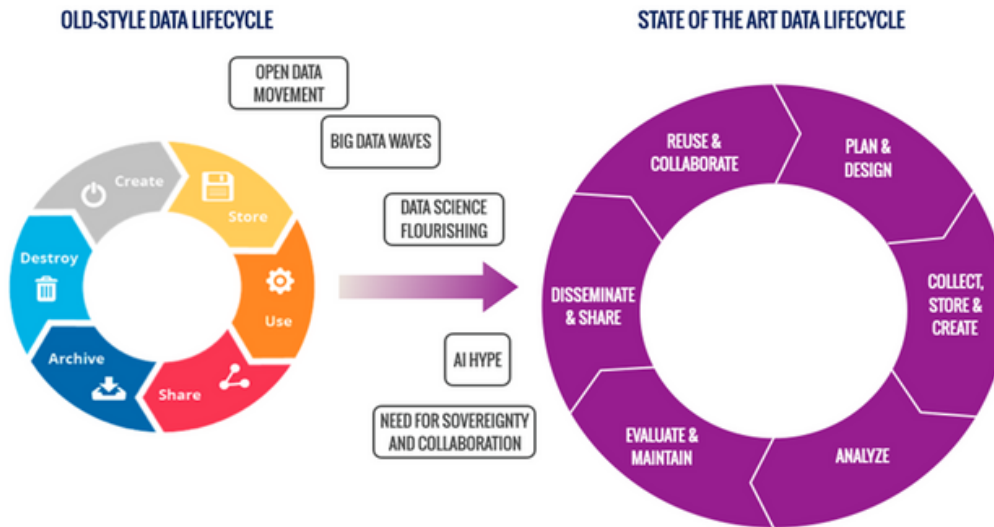 OLD-STYLE DATA LIFECYCLE
STATE OF THE ART DATA LIFECYCLE
OPEN DATA
MOVEMENT
BIG DATA WAVES
DATA SCIENCE
FLOURISHING
AI HYPE
NEED FOR SOVEREIGNTY
AND COLLABORATION
Create
Store
Use
Share
Archive
Destroy
REUSE &
COLLABORATE
PLAN &
DESIGN
COLLECT,
STORE &
CREATE
ANALYZE
EVALUATE &
MAINTAIN
DISSEMINATE
& SHARE